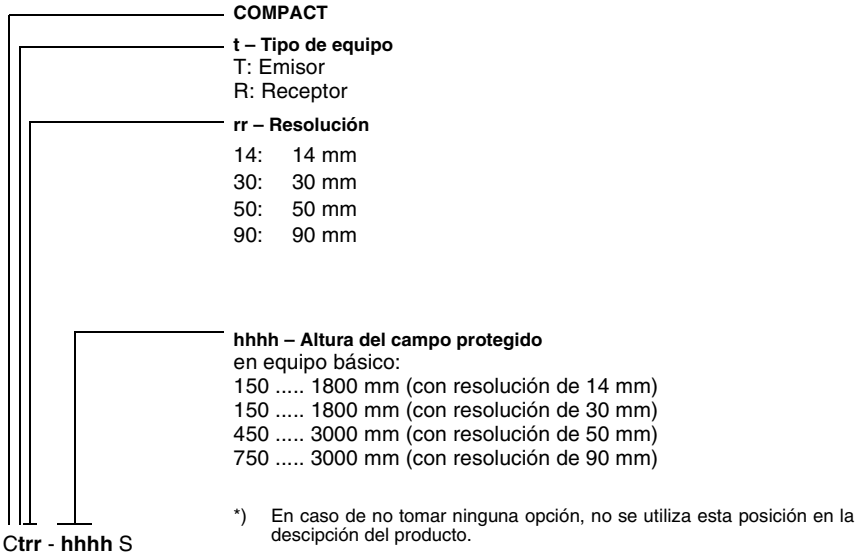 COMPACT
t – Tipo de equipo
T: Emisor
R: Receptor
rr – Resolución
14: 14 mm
30: 30 mm
50: 50 mm
90: 90 mm
hhhh – Altura del campo protegido
en equipo básico:
150 ..... 1800 mm (con resolución de 14 mm)
150 ..... 1800 mm (con resolución de 30 mm)
450 ..... 3000 mm (con resolución de 50 mm)
750 ..... 3000 mm (con resolución de 90 mm)
*) En caso de no tomar ninguna opción, no se utiliza esta posición en la
descipción del producto.
Ctrr - hhhh S